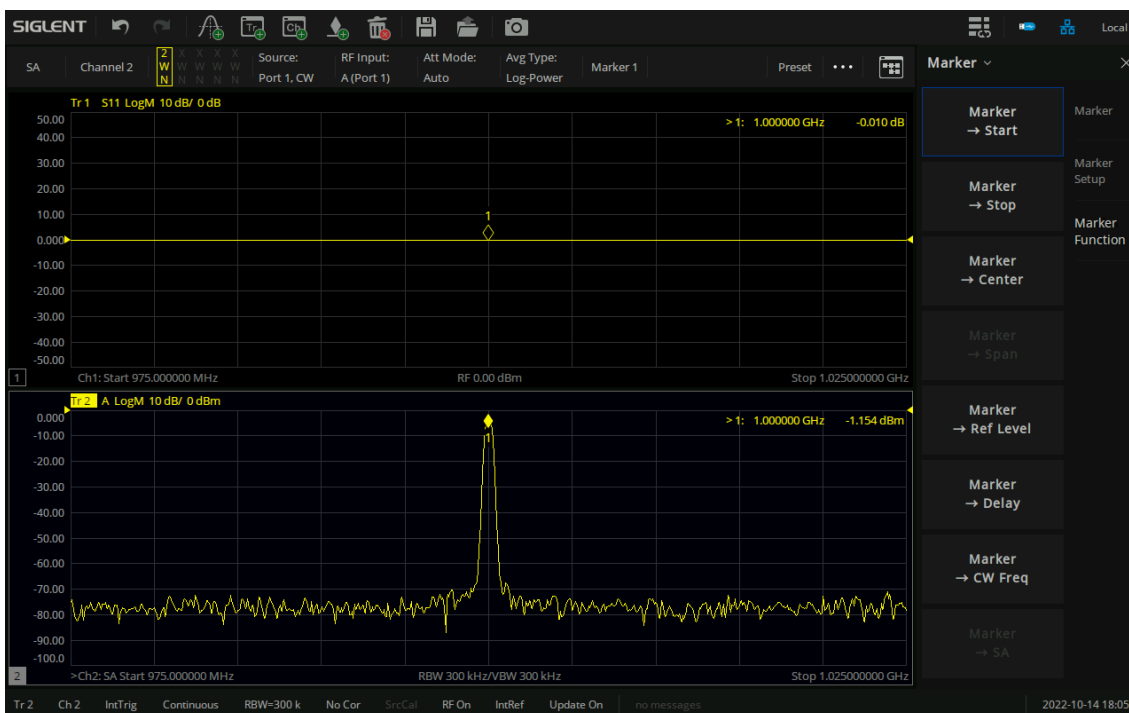 SIGLENT Tr Ch Local
SA Channel 2 2 X X X X Source: RF Input: Att Mode: Avg Type: Marker 1 Preset ••• Marker
W W W W W
N N N N N Port 1, CW A (Port 1) Auto Log-Power
Tr 1 S11 LogM 10 dB/ 0 dB
> 1: 1.000000 GHz -0.010 dB
50.00
40.00
30.00
20.00
10.00
0.000
-10.00
-20.00
-30.00
-40.00
-50.00
1
1 Ch1: Start 975.000000 MHz RF 0.00 dBm Stop 1.025000000 GHz
Tr 2 A LogM 10 dB/ 0 dBm
> 1: 1.000000 GHz -1.154 dBm
0.000
-10.00
-20.00
-30.00
-40.00
-50.00
-60.00
-70.00
-80.00
-90.00
-100.0
1
2 >Ch2: SA Start 975.000000 MHz RBW 300 kHz/VBW 300 kHz Stop 1.025000000 GHz
Marker
→ Start
Marker
→ Stop
Marker
→ Center
Marker
→ Span
Marker
→ Ref Level
Marker
→ Delay
Marker
→ CW Freq
Marker
→ SA
Marker
Marker
Setup
Marker
Function
Tr 2 Ch 2 IntTrig Continuous RBW=300 k No Cor SrcCal RF On IntRef Update On no messages 2022-10-14 18:05